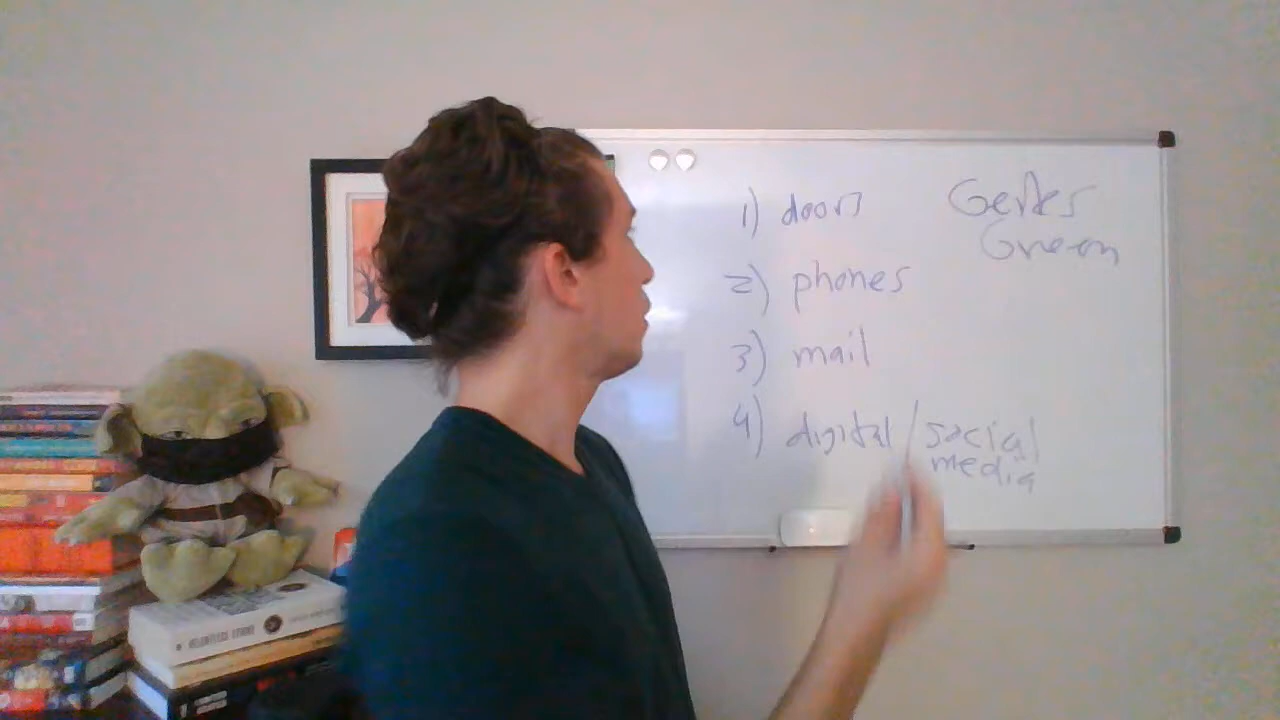 1) doors
2) phones
3) mail
4) digital / social
media
Gerber
Green